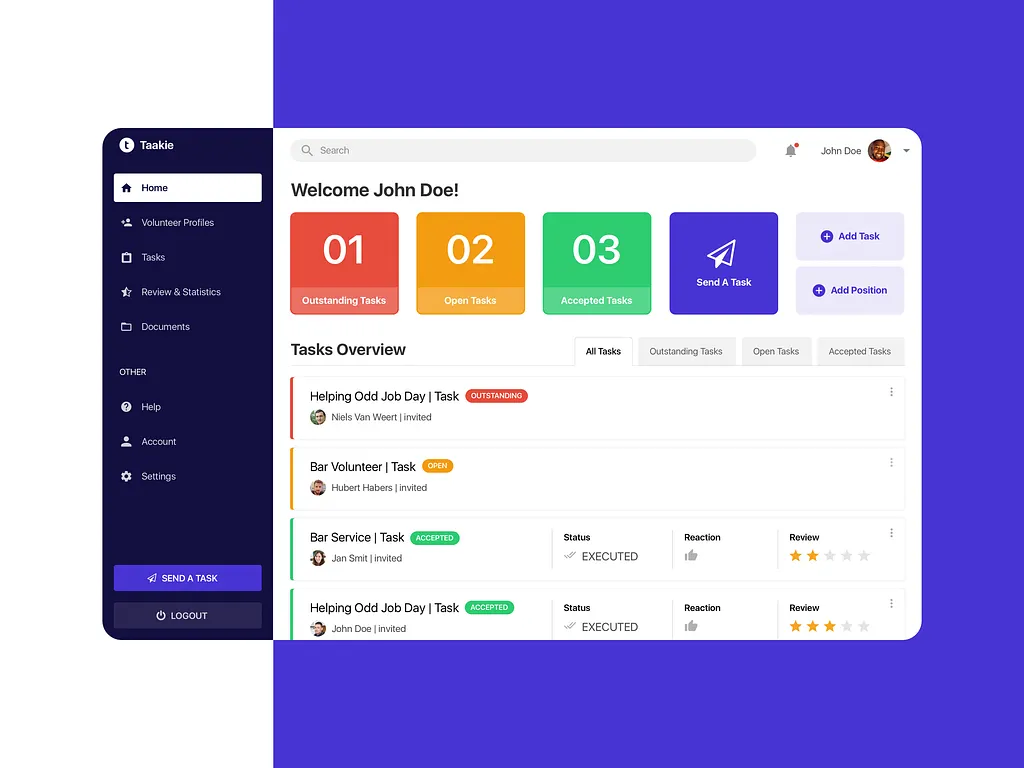 Taakie
Home
Volunteer Profiles
Tasks
Review & Statistics
Documents
OTHER
Help
Account
Settings
SEND A TASK
LOGOUT
Search
John Doe
Welcome John Doe!
01
Outstanding Tasks
02
Open Tasks
03
Accepted Tasks
Send A Task
Add Task
Add Position
Tasks Overview
All Tasks
Outstanding Tasks
Open Tasks
Accepted Tasks
Helping Odd Job Day | Task OUTSTANDING
Niels Van Weert | invited
Bar Volunteer | Task OPEN
Hubert Habers | invited
Bar Service | Task ACCEPTED
Jan Smit | invited
Status
EXECUTED
Reaction
Review
Helping Odd Job Day | Task ACCEPTED
John Doe | invited
Status
EXECUTED
Reaction
Review